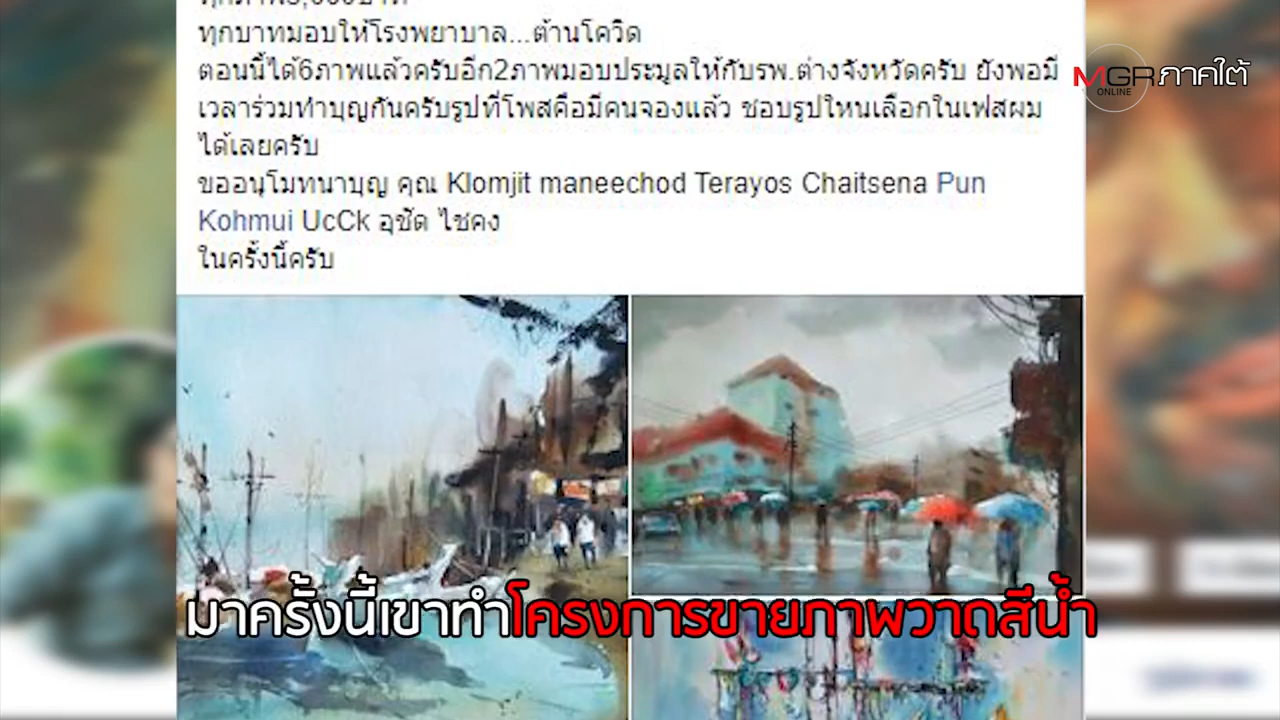 ทุกบาทมอบให้โรงพยาบาล...ต้านโควิด
ตอนนี้ได้6ภาพแล้วครับอีก2ภาพมอบประมูลให้กับรพ.ต่างจังหวัดครับ ยังพอมี
เวลาร่วมทำบุญกันครับรูปที่โพสคือมีคนจองแล้ว ชอบรูปใหนเลือกในเฟสผม
ได้เลยครับ
ขออนุโมทนาบุญ คุณ Klomjit maneechod Terayos Chaitsena Pun
Kohmui UcCk อุชัด ไชคง
ในครั้งนี้ครับ
MGR ONLINE ภาคใต้
มาครั้งนี้เขาทำโครงการขายภาพวาดสีน้ำ